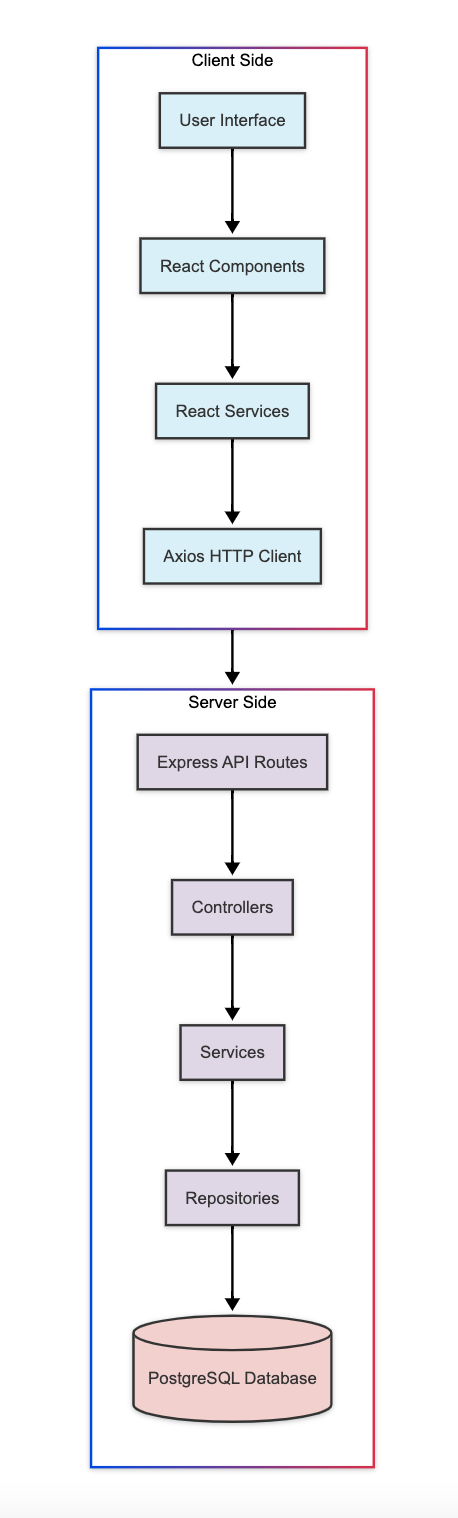 Client Side
User Interface
React Components
React Services
Axios HTTP Client
Server Side
Express API Routes
Controllers
Services
Repositories
PostgreSQL Database